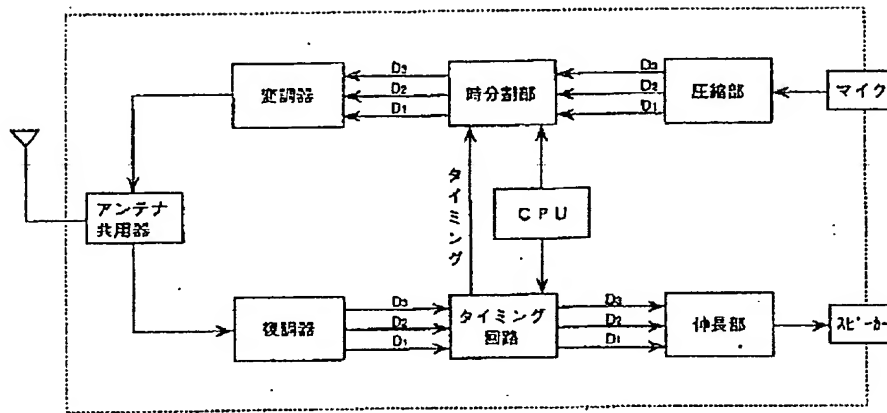 変調器
D3
D2
D1
時分割部
D3
D2
D1
圧縮部
マイク
アンテナ
共用器
タイミング
CPU
復調器
D3
D2
D1
タイミング
回路
D3
D2
D1
伸長部
スピーカー